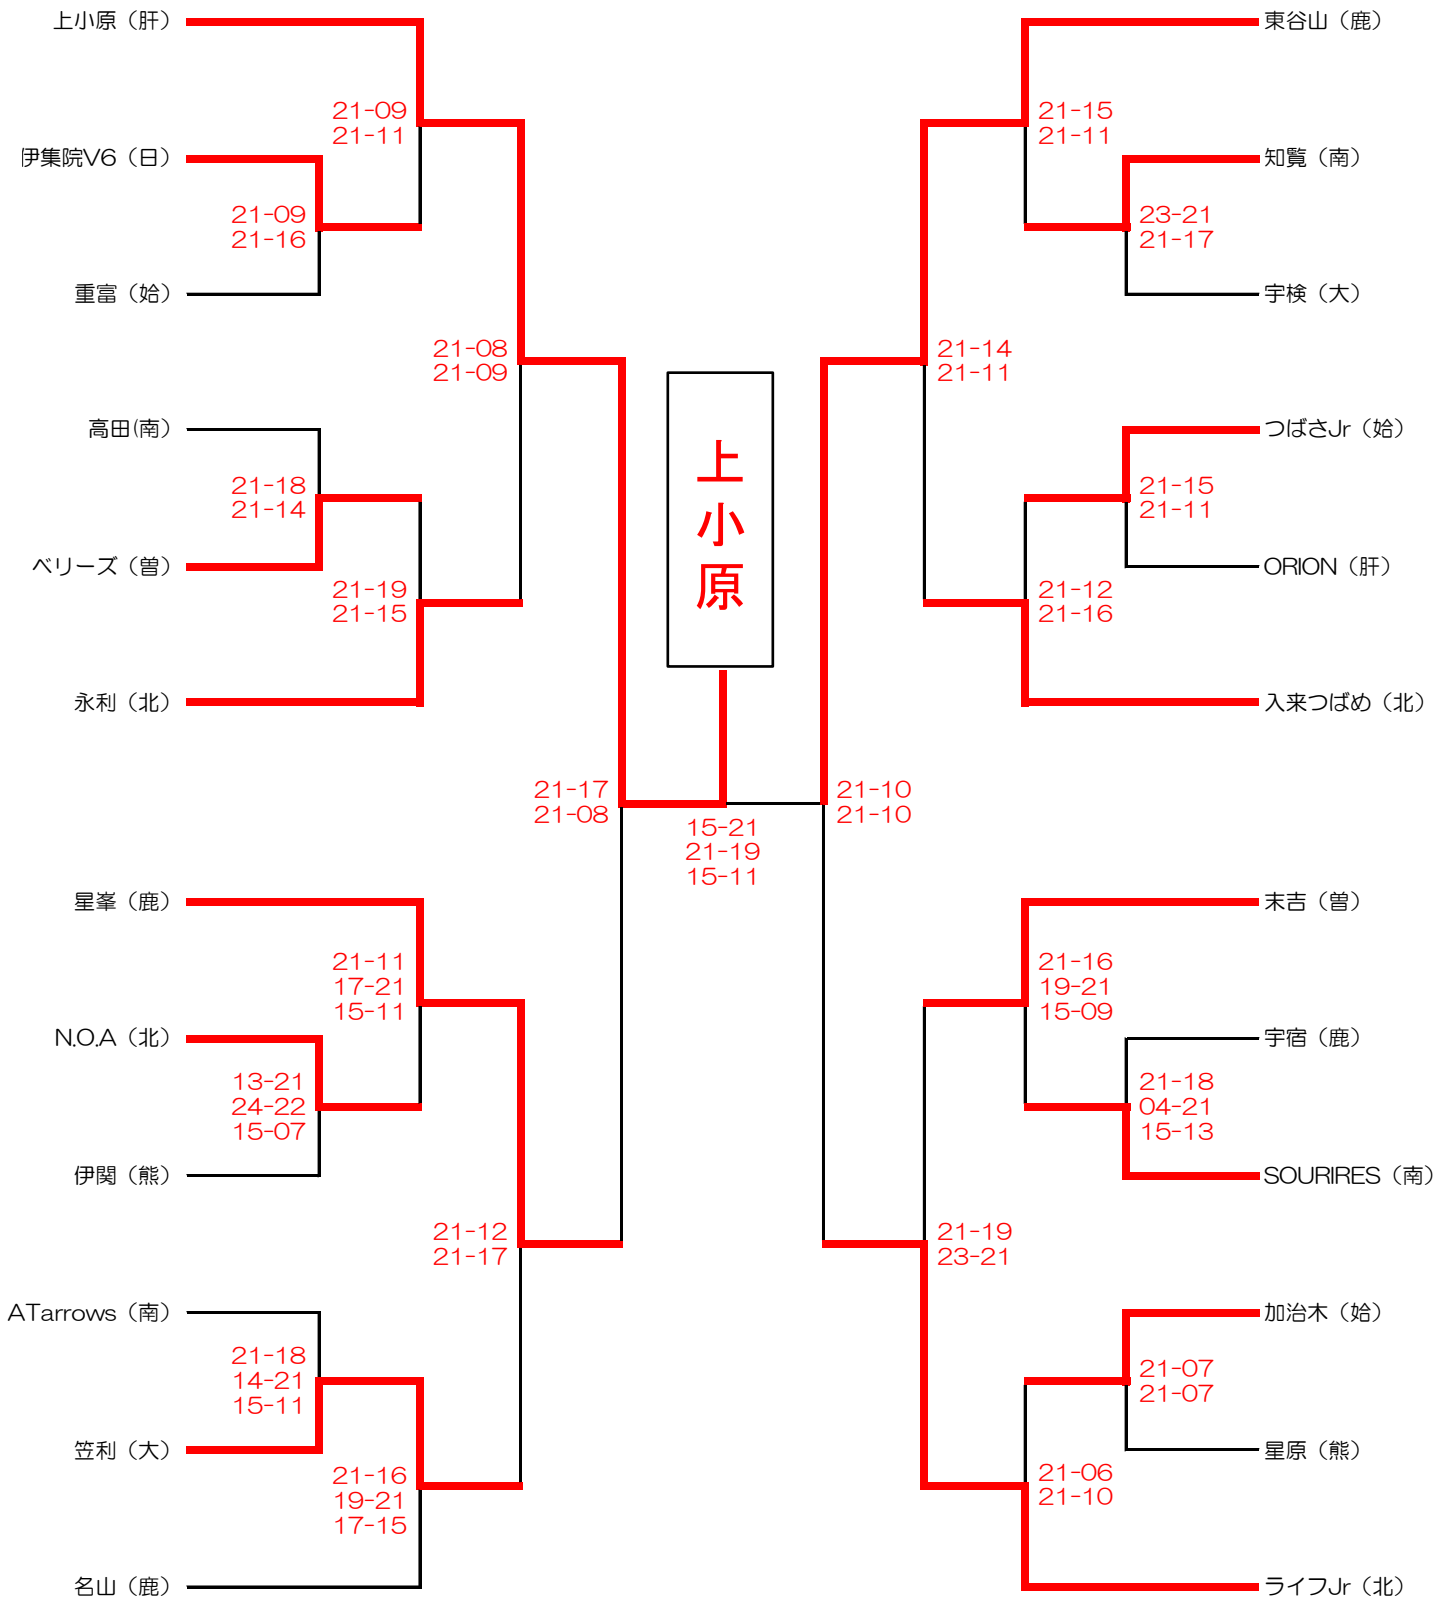 上小原（肝）
21-09
21-11
伊集院V6（日）
21-09
21-16
重富（姶）
21-08
21-09
高田(南）
21-18
21-14
ベリーズ（曽）
21-19
21-15
永利（北）
21-17
21-08
星峯（鹿）
21-11
17-21
15-11
N.O.A（北）
13-21
24-22
15-07
伊関（熊）
21-12
21-17
ATarrows（南）
21-18
14-21
15-11
笠利（大）
21-16
19-21
17-15
名山（鹿）
上
小
原
15-21
21-19
15-11
東谷山（鹿）
21-15
21-11
知覧（南）
23-21
21-17
宇検（大）
21-14
21-11
つばさJr（姶）
21-15
21-11
ORION（肝）
21-12
21-16
入来つばめ（北）
21-10
21-10
末吉（曽）
21-16
19-21
15-09
宇宿（鹿）
21-18
04-21
15-13
SOURIRES（南）
21-19
23-21
加治木（姶）
21-07
21-07
星原（熊）
21-06
21-10
ライフJr（北）